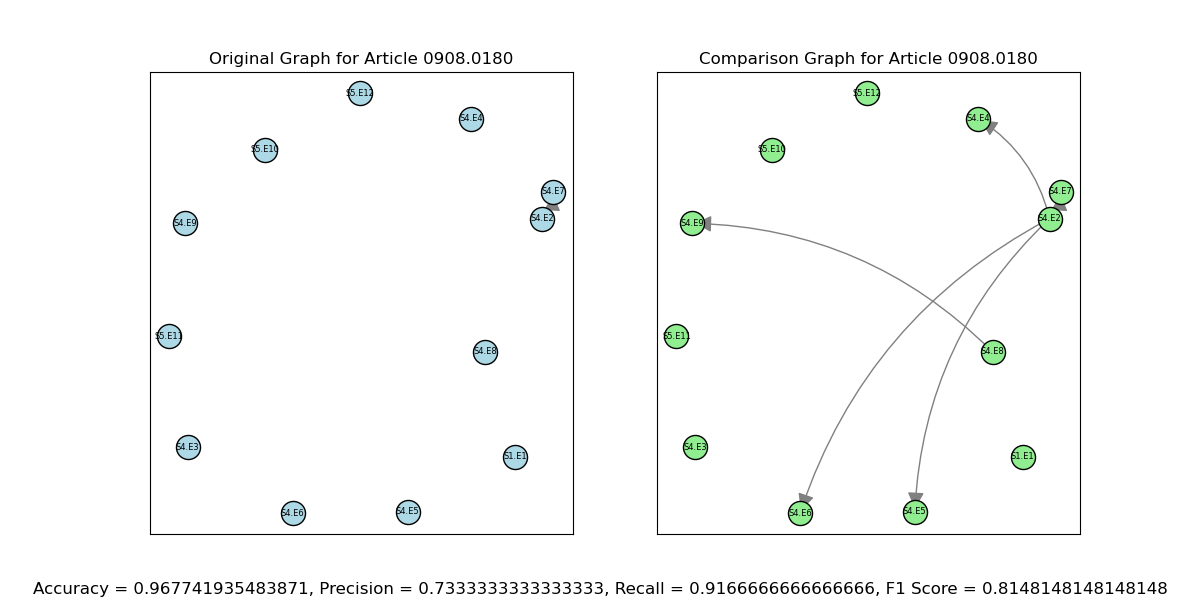 Original Graph for Article 0908.0180
Comparison Graph for Article 0908.0180
S5.E12
S4.E4
S5.E10
S4.E7
S4.E2
S4.E9
S5.E11
S4.E8
S4.E3
S1.E1
S4.E6
S4.E5
S5.E12
S4.E4
S5.E10
S4.E7
S4.E2
S4.E9
S5.E11
S4.E8
S4.E3
S1.E1
S4.E6
S4.E5
Accuracy = 0.967741935483871, Precision = 0.7333333333333333, Recall = 0.9166666666666666, F1 Score = 0.8148148148148148